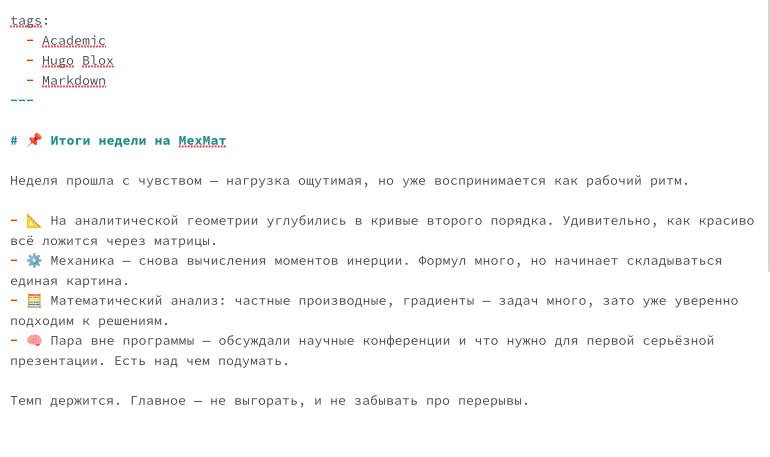 tags:
- Academic
- Hugo Blox
- Markdown
---
# 📌 Итоги недели на МехМат
Неделя прошла с чувством — нагрузка ощутимая, но уже воспринимается как рабочий ритм.
- 📐 На аналитической геометрии углубились в кривые второго порядка. Удивительно, как красиво
всё ложится через матрицы.
- ⚙️ Механика — снова вычисления моментов инерции. Формул много, но начинает складываться
единая картина.
- 🧮 Математический анализ: частные производные, градиенты — задач много, зато уже уверенно
подходим к решениям.
- 🧠 Пара вне программы — обсуждали научные конференции и что нужно для первой серьёзной
презентации. Есть над чем подумать.
Темп держится. Главное — не выгорать, и не забывать про перерывы.